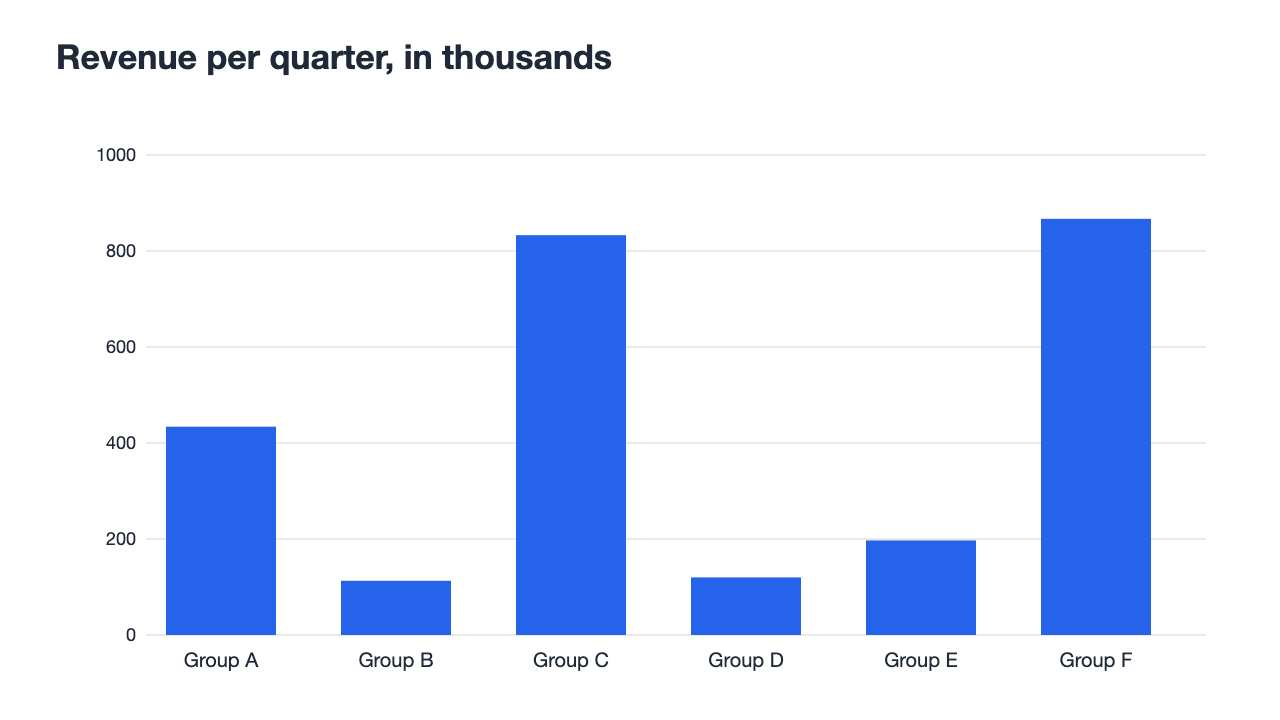 Revenue per quarter, in thousands
1000
800
600
400
200
0
Group A
Group B
Group C
Group D
Group E
Group F